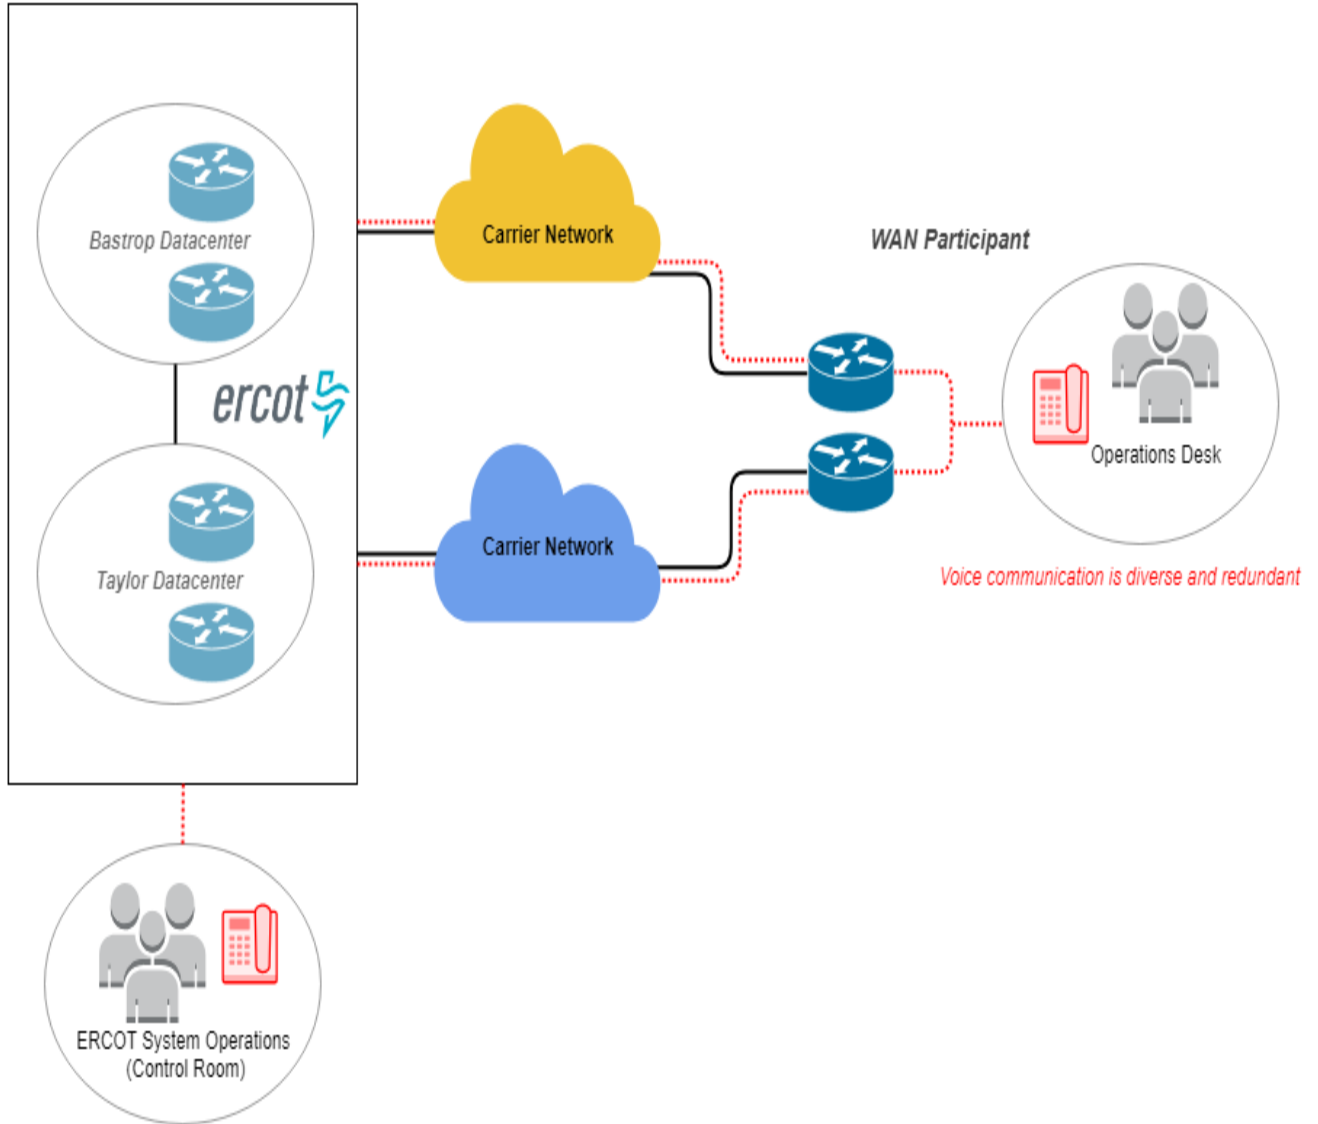 Bastrop Datacenter
ercot
Taylor Datacenter
Carrier Network
Carrier Network
WAN Participant
Operations Desk
Voice communication is diverse and redundant
ERCOT System Operations
(Control Room)